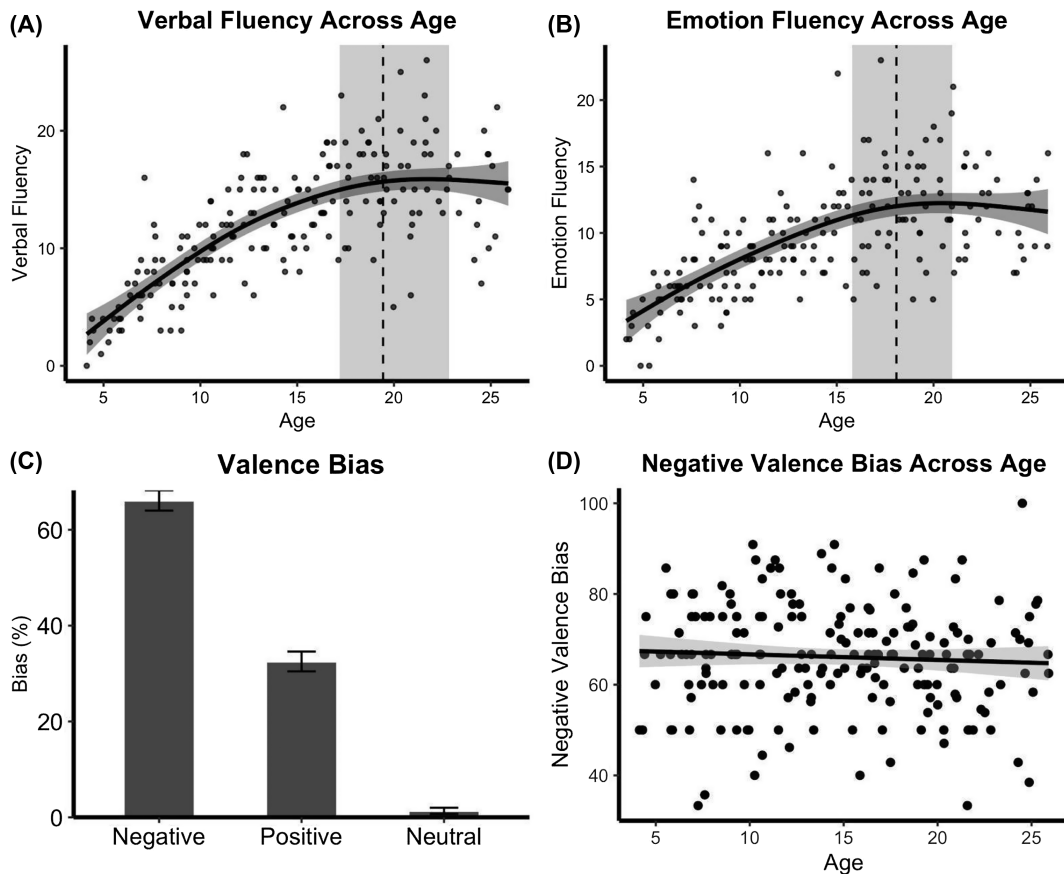 (A) Verbal Fluency Across Age
Verbal Fluency
20
10
0
5 10 15 20 25
Age
(B) Emotion Fluency Across Age
Emotion Fluency
20
15
10
5
0
5 10 15 20 25
Age
(C) Valence Bias
Bias (%)
60
40
20
0
Negative Positive Neutral
(D) Negative Valence Bias Across Age
Negative Valence Bias
100
80
60
40
5 10 15 20 25
Age